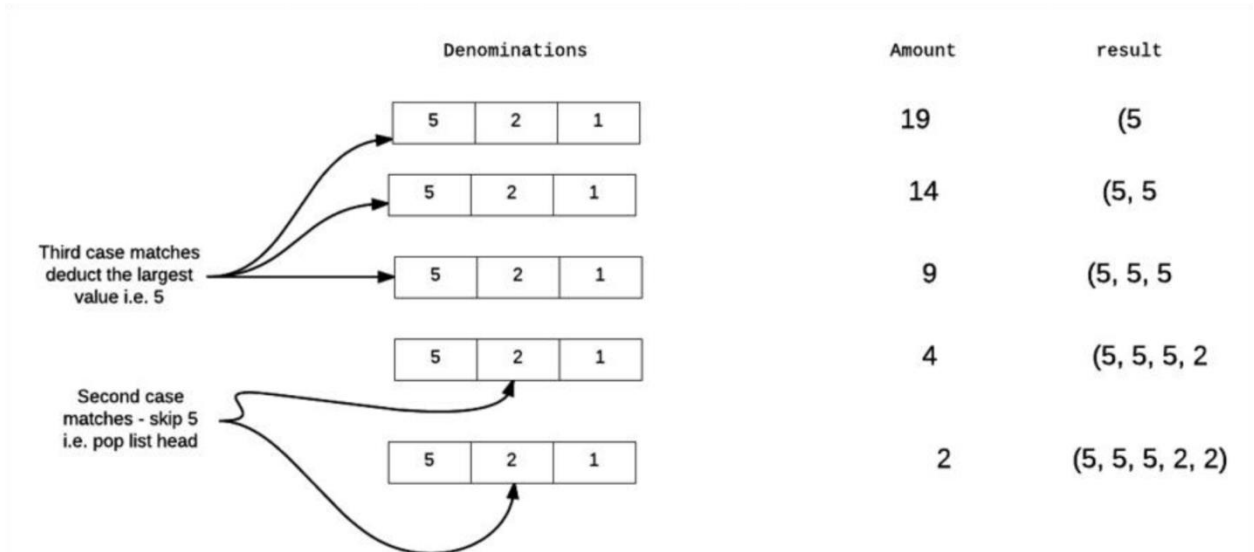 Denominations Amount result
5 2 1 19 (5
5 2 1 14 (5, 5
Third case matches
deduct the largest
value i.e. 5
5 2 1 9 (5, 5, 5
5 2 1 4 (5, 5, 5, 2
Second case
matches - skip 5
i.e. pop list head
5 2 1 2 (5, 5, 5, 2, 2)